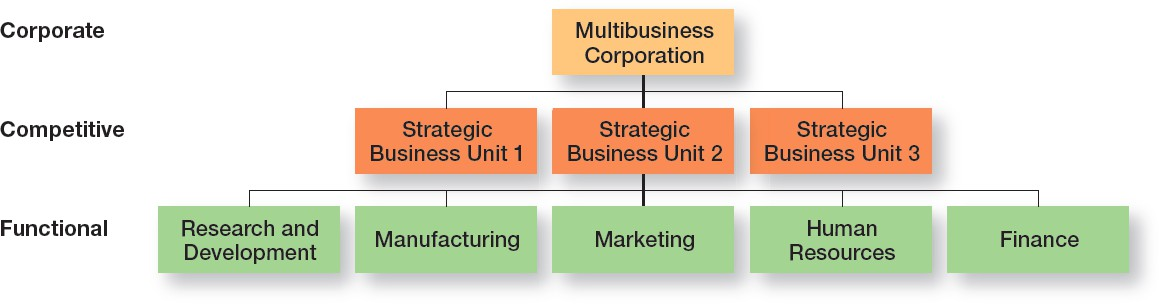 Corporate
Multibusiness
Corporation
Competitive
Strategic
Business Unit 1
Strategic
Business Unit 2
Strategic
Business Unit 3
Functional
Research and
Development
Manufacturing
Marketing
Human
Resources
Finance